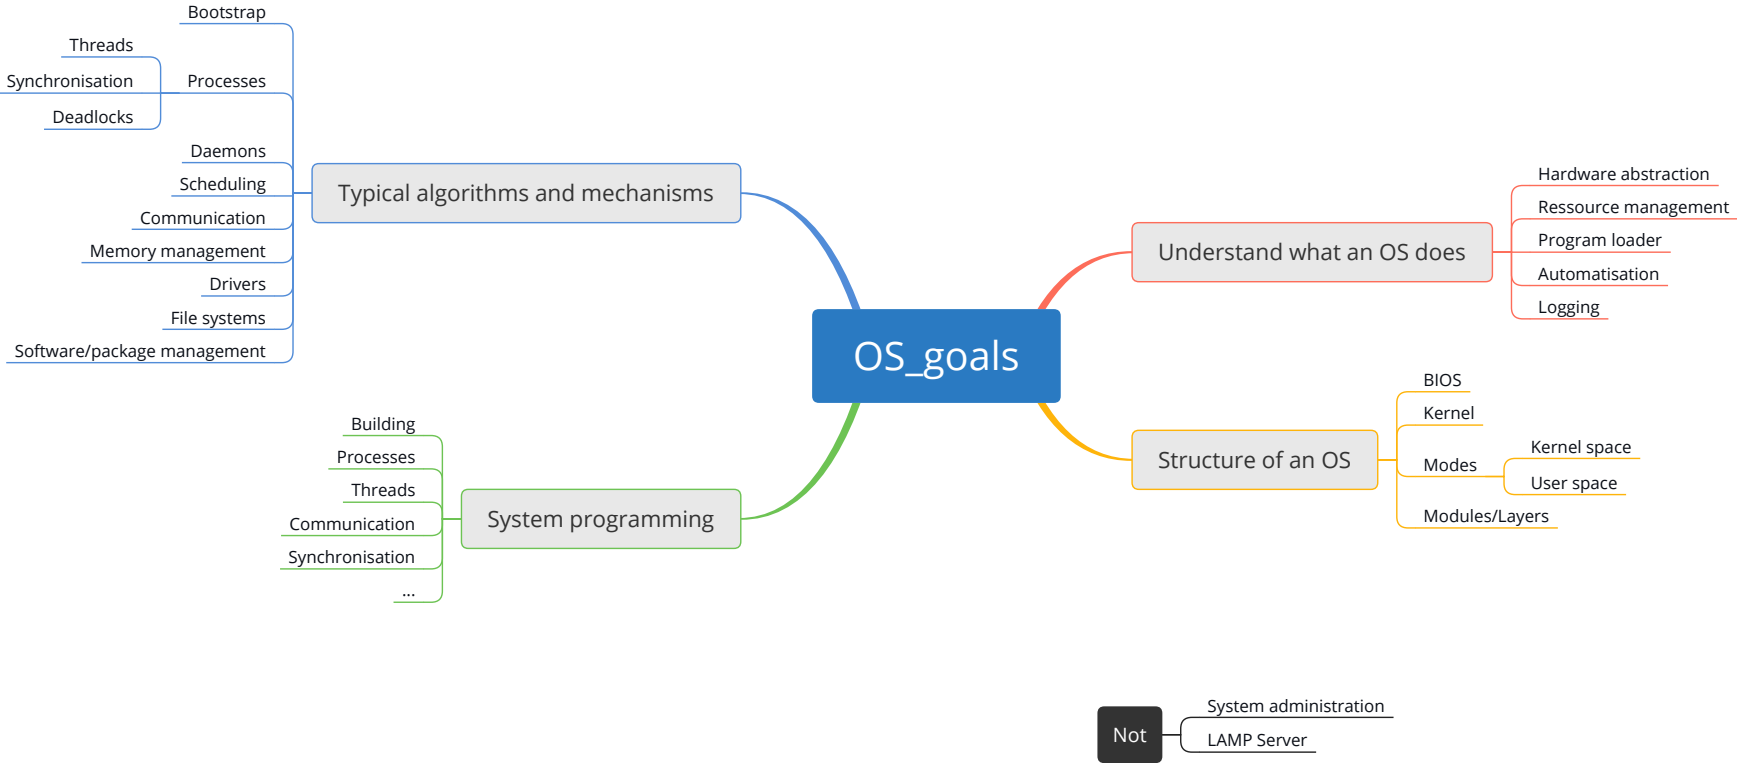 OS_goals
Understand what an OS does
Hardware abstraction
Ressource management
Program loader
Automatisation
Logging
Structure of an OS
BIOS
Kernel
Modes
Kernel space
User space
Modules/Layers
Typical algorithms and mechanisms
Bootstrap
Processes
Threads
Synchronisation
Deadlocks
Daemons
Scheduling
Communication
Memory management
Drivers
File systems
Software/package management
System programming
Building
Processes
Threads
Communication
Synchronisation
...
Not
System administration
LAMP Server